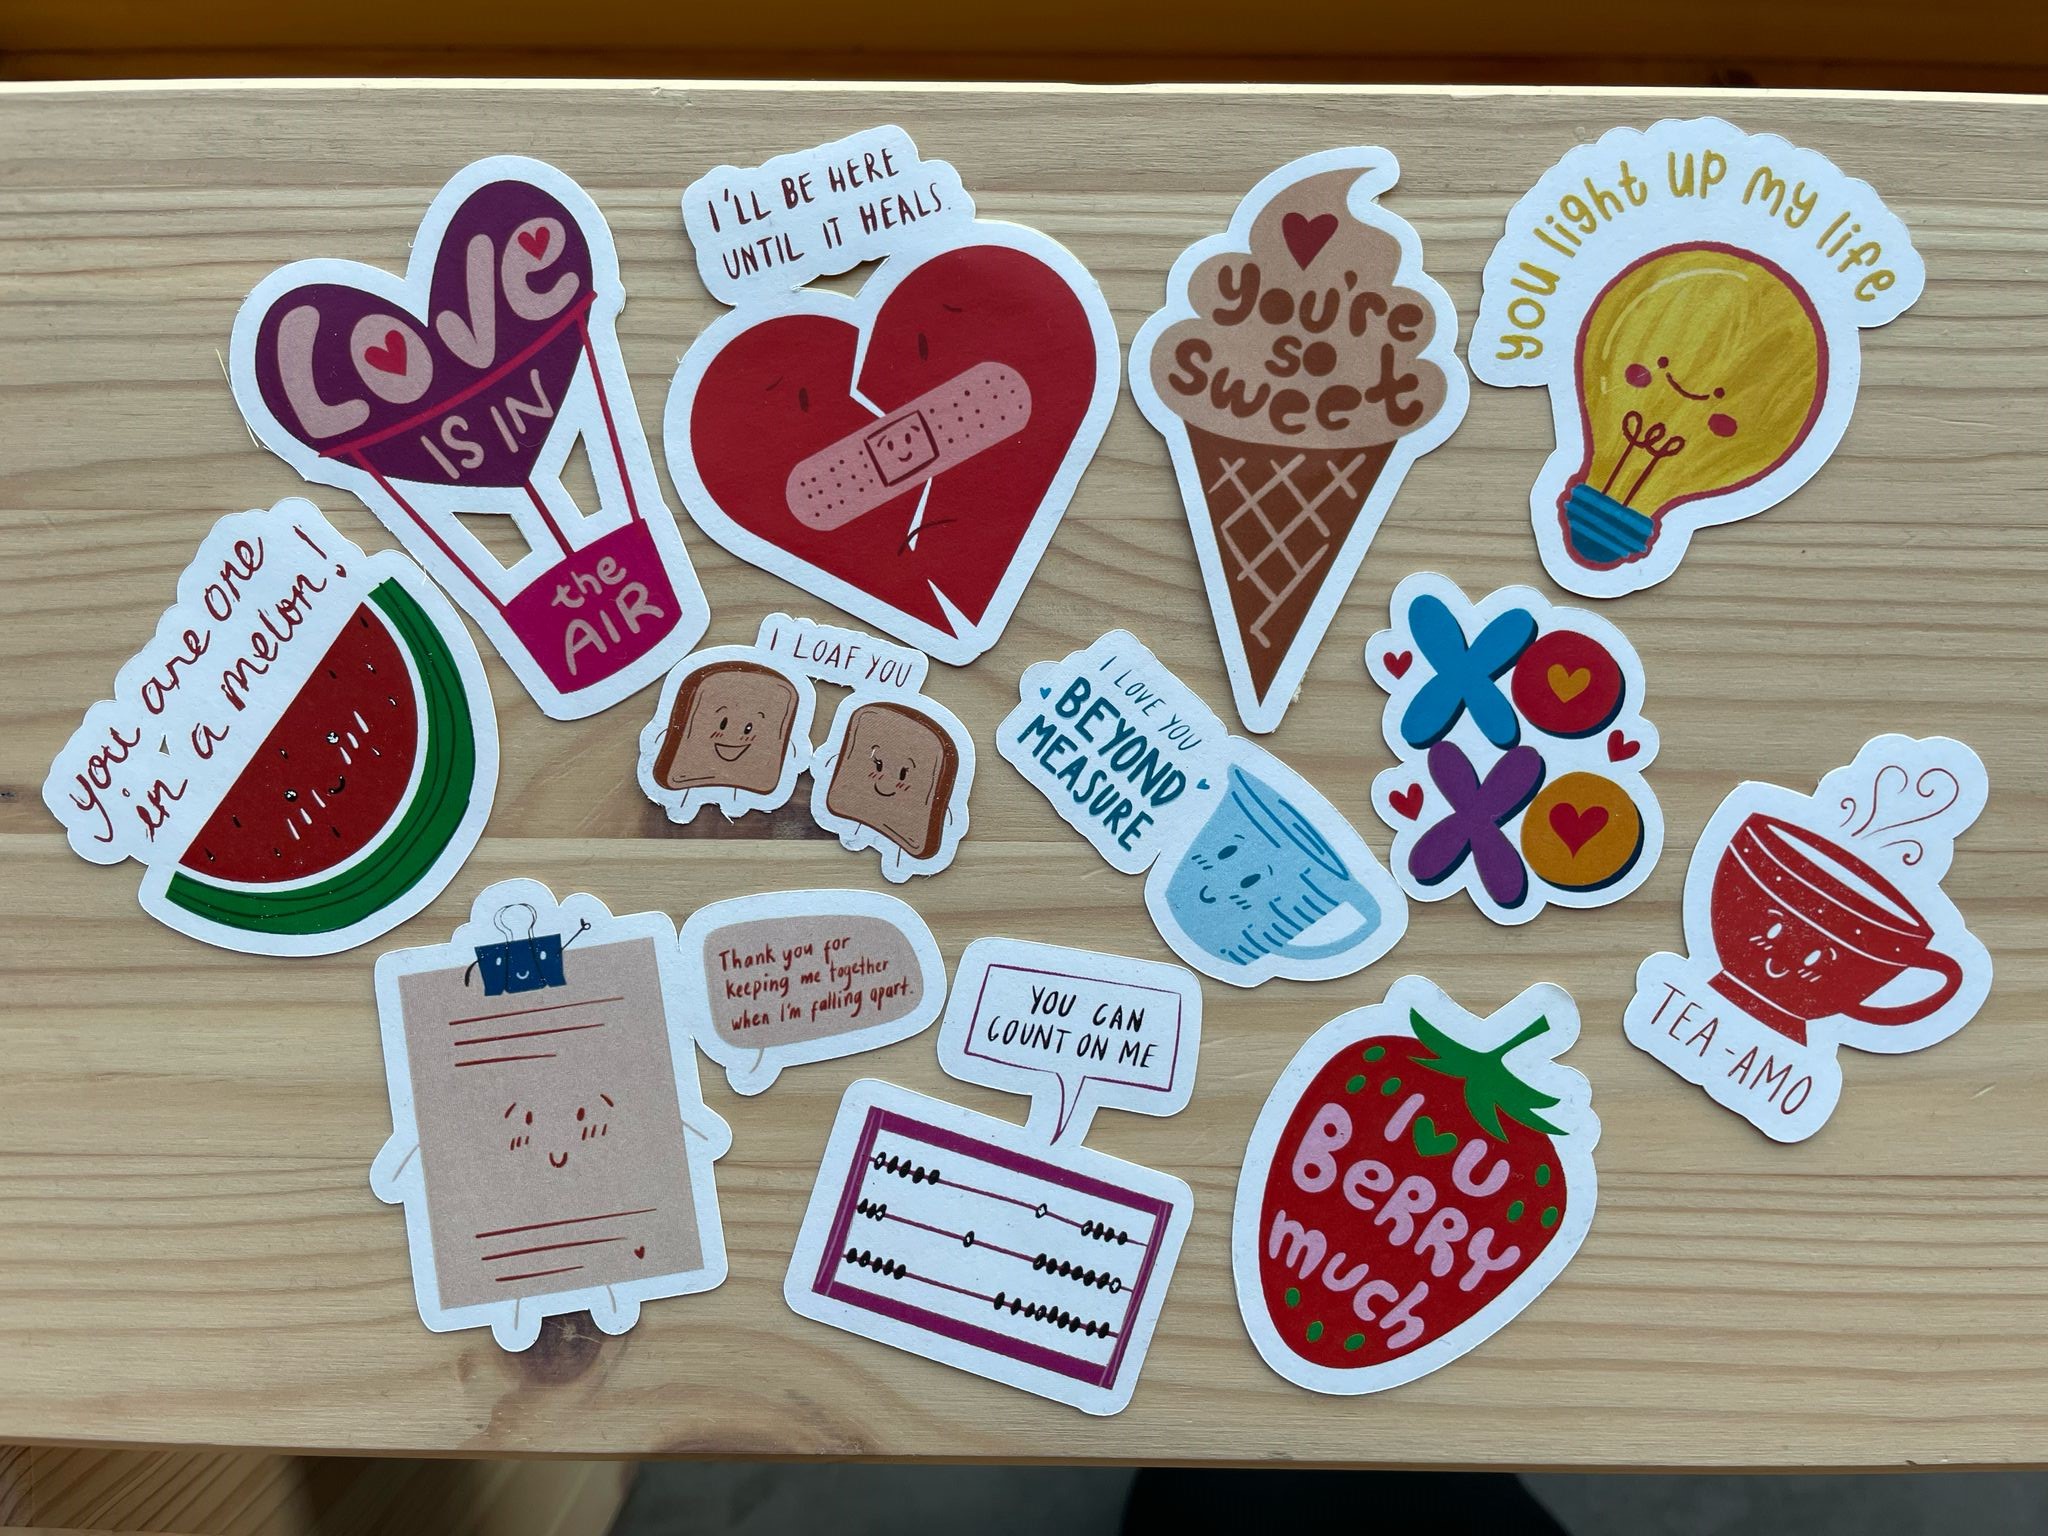 LOVE
IS IN
the
AIR
I'LL BE HERE
UNTIL IT HEALS.
you're
so
sweet
you light up my life
you are one
in a melon!
I LOAF YOU
I LOVE YOU
BEYOND
MEASURE
XO
XO
TEA-AMO
Thank you for
keeping me together
when I'm falling apart.
YOU CAN
COUNT ON ME
I U
BERRY
much